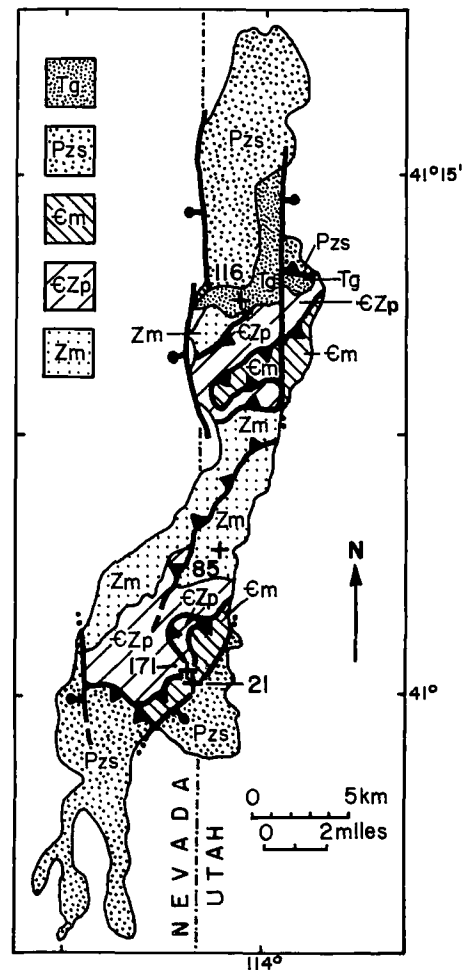 Tg
Pzs
Єm
ЄZp
Zm
Pzs
41°15'
116
Tg
Pzs
Tg
ЄZp
Zm
ЄZp
Єm
Єm
Zm
Zm
N
Zm
85
ЄZp
Єm
ЄZp
171
21
41°
Pzs
Pzs
NEVADA
UTAH
0 5km
0 2miles
114°